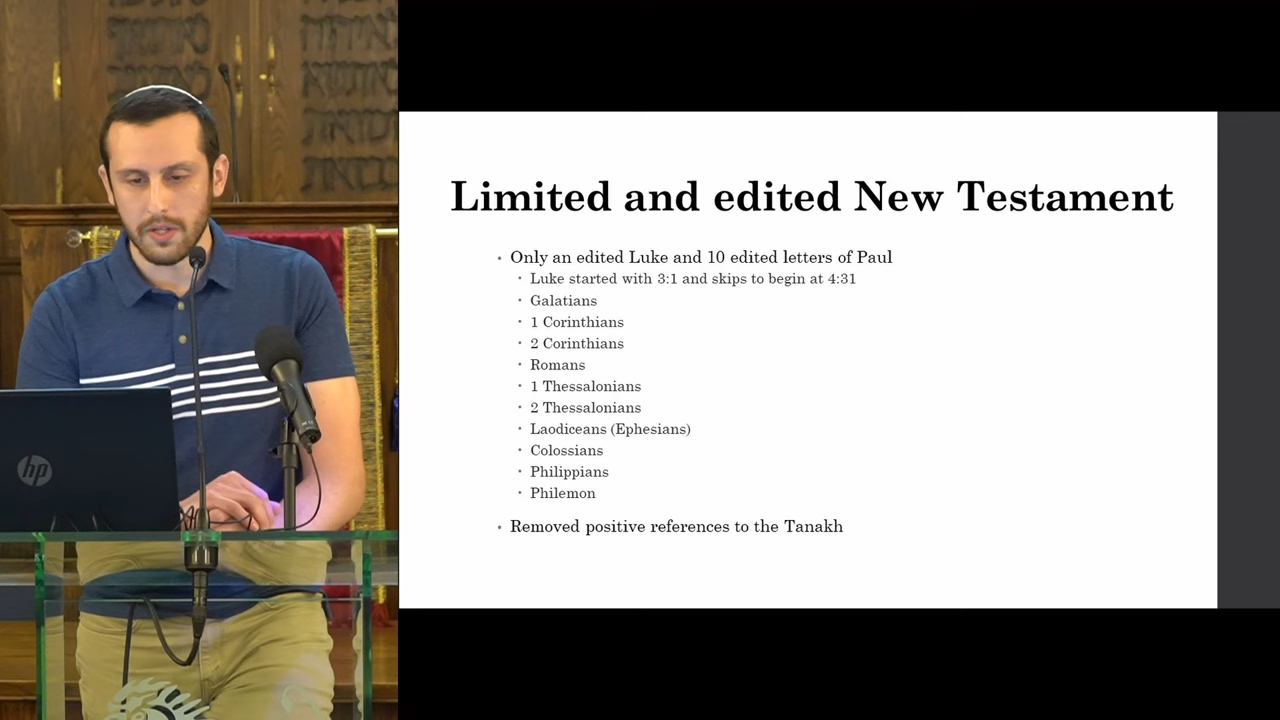 Limited and edited New Testament
• Only an edited Luke and 10 edited letters of Paul
• Luke started with 3:1 and skips to begin at 4:31
• Galatians
• 1 Corinthians
• 2 Corinthians
• Romans
• 1 Thessalonians
• 2 Thessalonians
• Laodiceans (Ephesians)
• Colossians
• Philippians
• Philemon
• Removed positive references to the Tanakh
hp